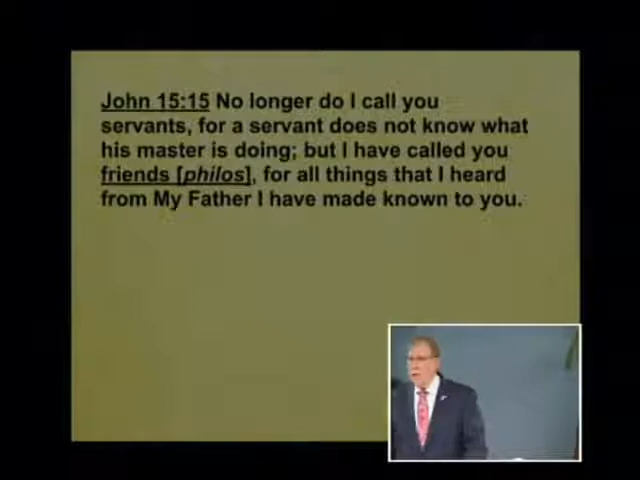 John 15:15 No longer do I call you
servants, for a servant does not know what
his master is doing; but I have called you
friends [philos], for all things that I heard
from My Father I have made known to you.